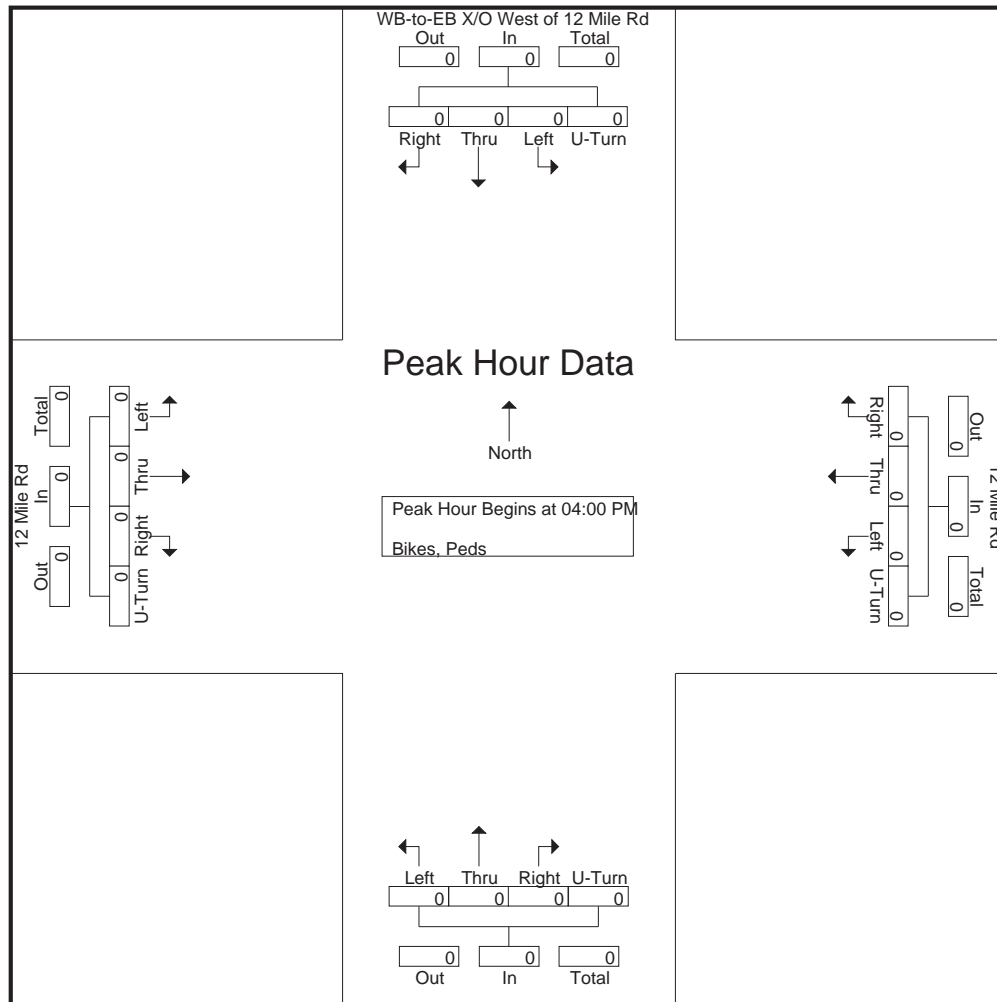 WB-to-EB X/O West of 12 Mile Rd
Out In Total
0 0 0
0 0 0 0
Right Thru Left U-Turn
Peak Hour Data
North
Peak Hour Begins at 04:00 PM
Bikes, Peds
12 Mile Rd
Total In Out
0 0 0
0 0 0 0
Left Thru Right U-Turn
Right Thru Left U-Turn
0 0 0 0
0 0 0
Out In Total
12 Mile Rd
Left Thru Right U-Turn
0 0 0 0
0 0 0
Out In Total